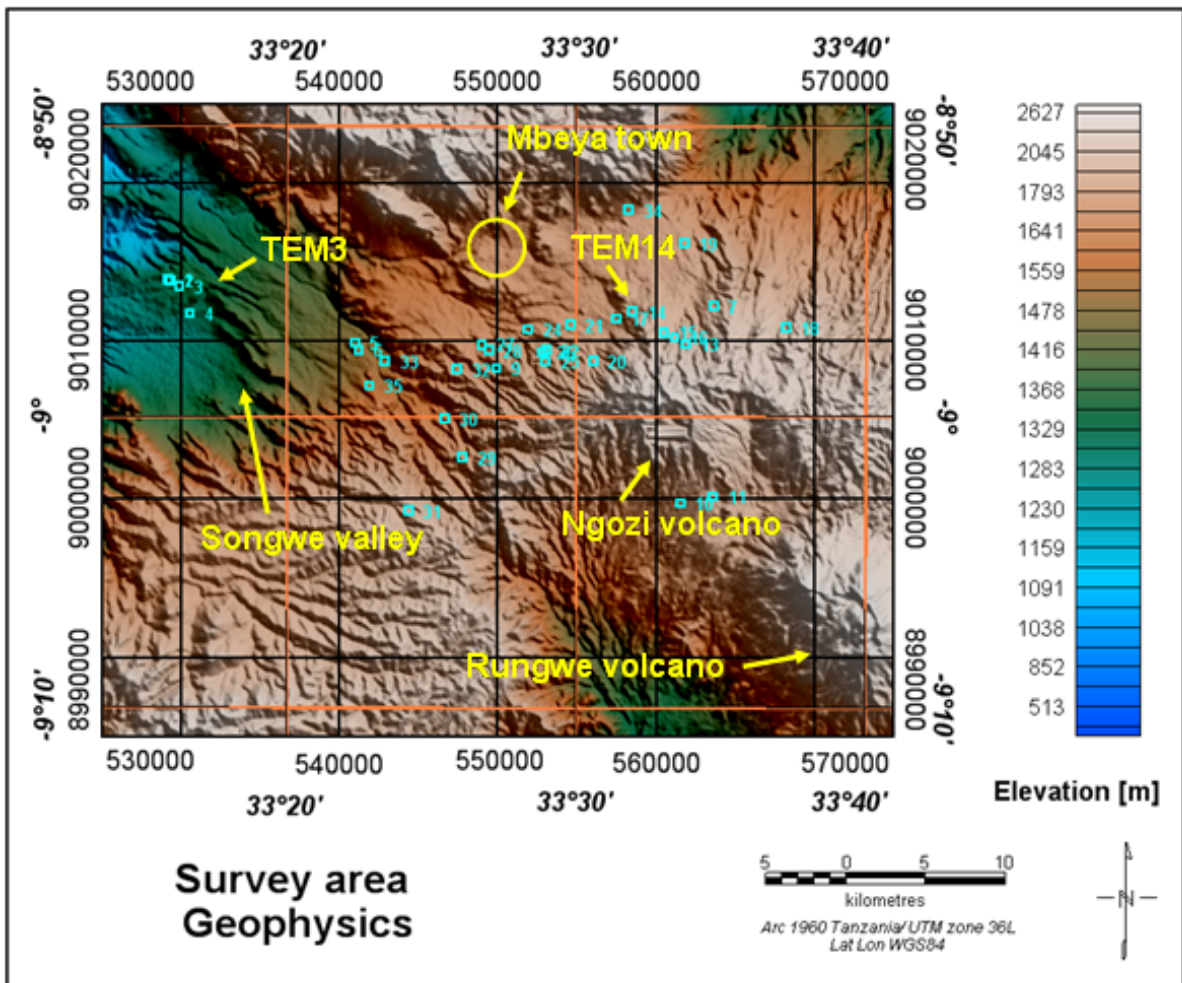 33°20' 33°30' 33°40'
530000 540000 550000 560000 570000
-8°50' -8°50'
9020000 9020000
Mbeya town
34
TEM3 TEM14
19
3
4
7
14
17
18
21
24
13
5
33
32
9
20
35
9010000 9010000
-9° -9°
30
29
11
10
31
9000000 9000000
Songwe valley
Ngozi volcano
Rungwe volcano
8990000 8990000
-9°10' -9°10'
530000 540000 550000 560000 570000
33°20' 33°30' 33°40'
2627
2045
1793
1641
1559
1478
1416
1368
1329
1283
1230
1159
1091
1038
852
513
Elevation [m]
Survey area
Geophysics
5 0 5 10
kilometres
Arc 1960 Tanzania/ UTM zone 36L
Lat Lon WGS84
N